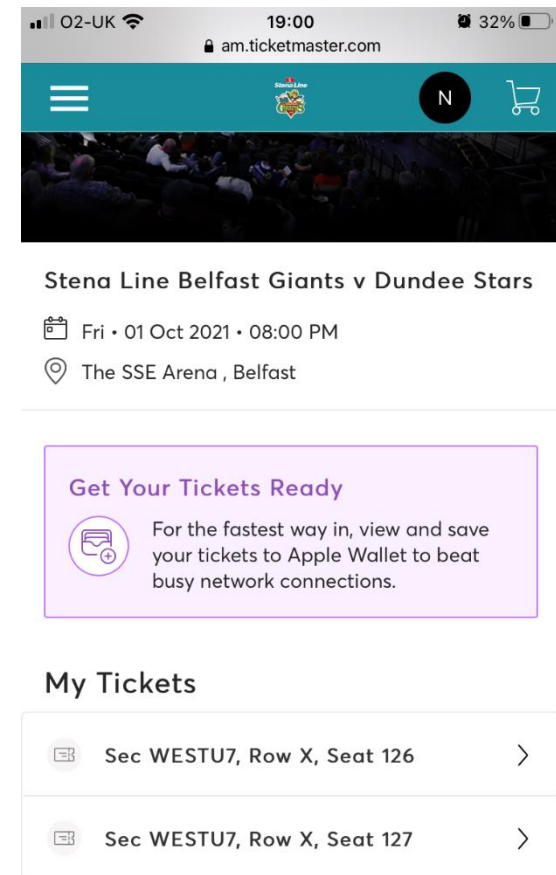 O2-UK 19:00 32%
am.ticketmaster.com
Stena Line
GIANTS
N
Stena Line Belfast Giants v Dundee Stars
Fri • 01 Oct 2021 • 08:00 PM
The SSE Arena , Belfast
Get Your Tickets Ready
For the fastest way in, view and save
your tickets to Apple Wallet to beat
busy network connections.
My Tickets
Sec WESTU7, Row X, Seat 126
Sec WESTU7, Row X, Seat 127